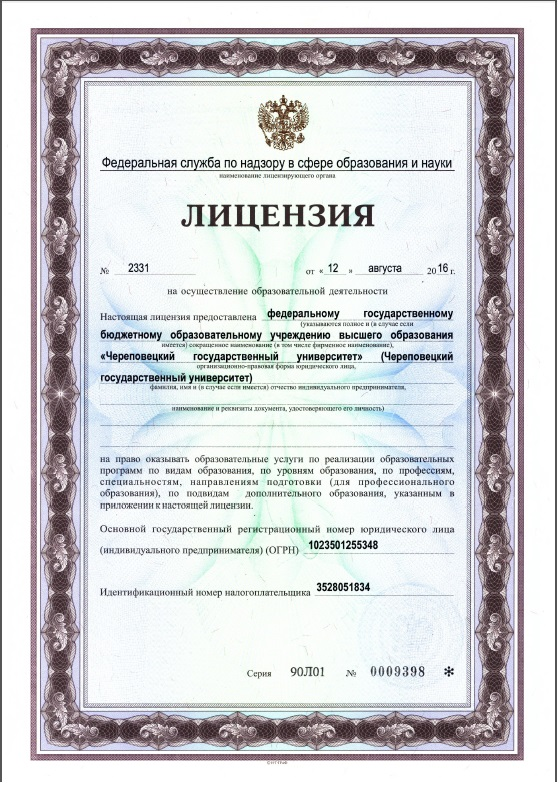 Федеральная служба по надзору в сфере образования и науки
наименование лицензирующего органа
ЛИЦЕНЗИЯ
№ 2331 от « 12 » августа 20 16 г.
на осуществление образовательной деятельности
Настоящая лицензия предоставлена федеральному государственному
(указываются полное и (в случае если
бюджетному образовательному учреждению высшего образования
имеется) сокращенное наименование (в том числе фирменное наименование),
«Череповецкий государственный университет» (Череповецкий
организационно-правовая форма юридического лица,
государственный университет)
фамилия, имя и (в случае если имеется) отчество индивидуального предпринимателя,
наименование и реквизиты документа, удостоверяющего его личность)
на право оказывать образовательные услуги по реализации образовательных
программ по видам образования, по уровням образования, по профессиям,
специальностям, направлениям подготовки (для профессионального
образования), по подвидам дополнительного образования, указанным в
приложении к настоящей лицензии.
Основной государственный регистрационный номер юридического лица
(индивидуального предпринимателя) (ОГРН) 1023501255348
Идентификационный номер налогоплательщика 3528051834
Серия 90Л01 № 0009398 *